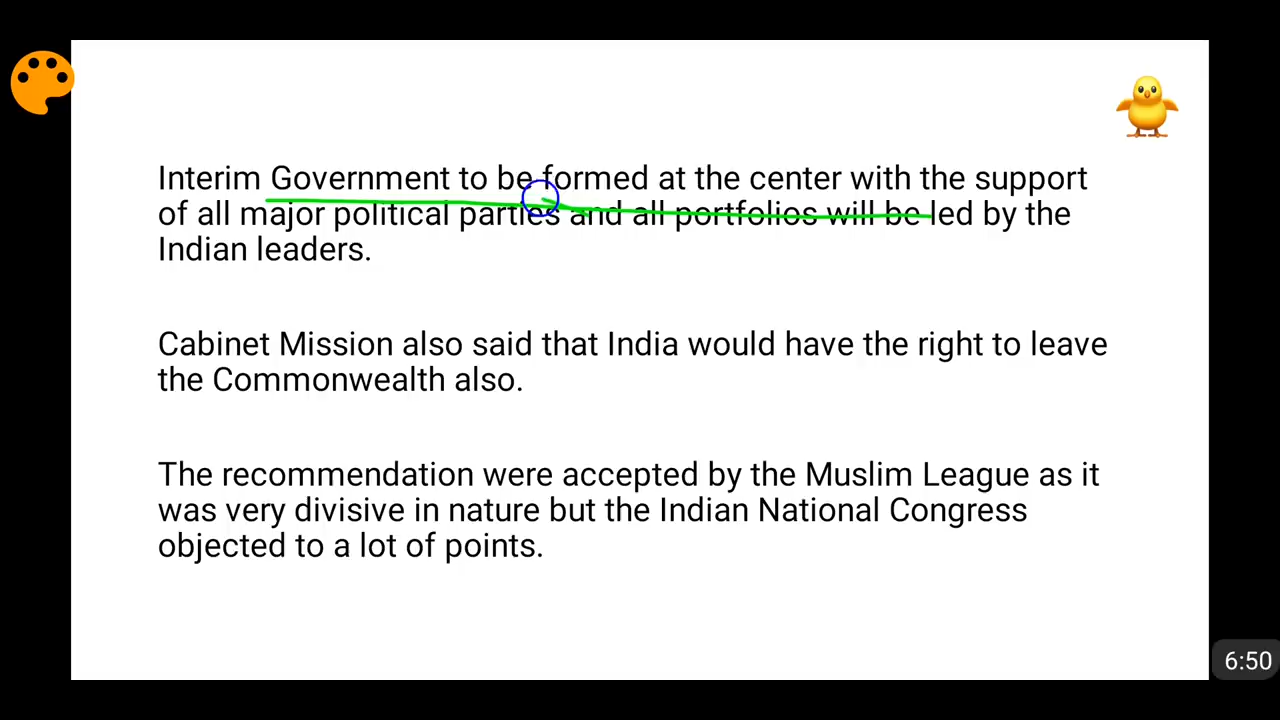 Interim Government to be formed at the center with the support
of all major political parties and all portfolios will be led by the
Indian leaders.
Cabinet Mission also said that India would have the right to leave
the Commonwealth also.
The recommendation were accepted by the Muslim League as it
was very divisive in nature but the Indian National Congress
objected to a lot of points.
6:50